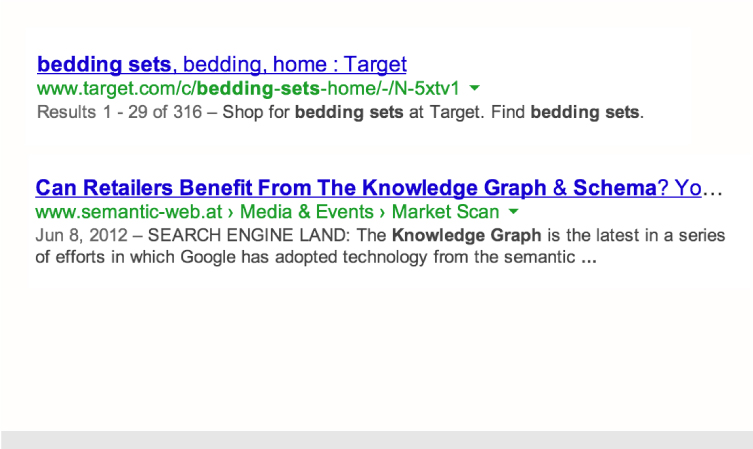 bedding sets, bedding, home : Target
www.target.com/c/bedding-sets-home/-/N-5xtv1
Results 1 - 29 of 316 – Shop for bedding sets at Target. Find bedding sets.
Can Retailers Benefit From The Knowledge Graph & Schema? Yo...
www.semantic-web.at › Media & Events › Market Scan
Jun 8, 2012 – SEARCH ENGINE LAND: The Knowledge Graph is the latest in a series
of efforts in which Google has adopted technology from the semantic ...